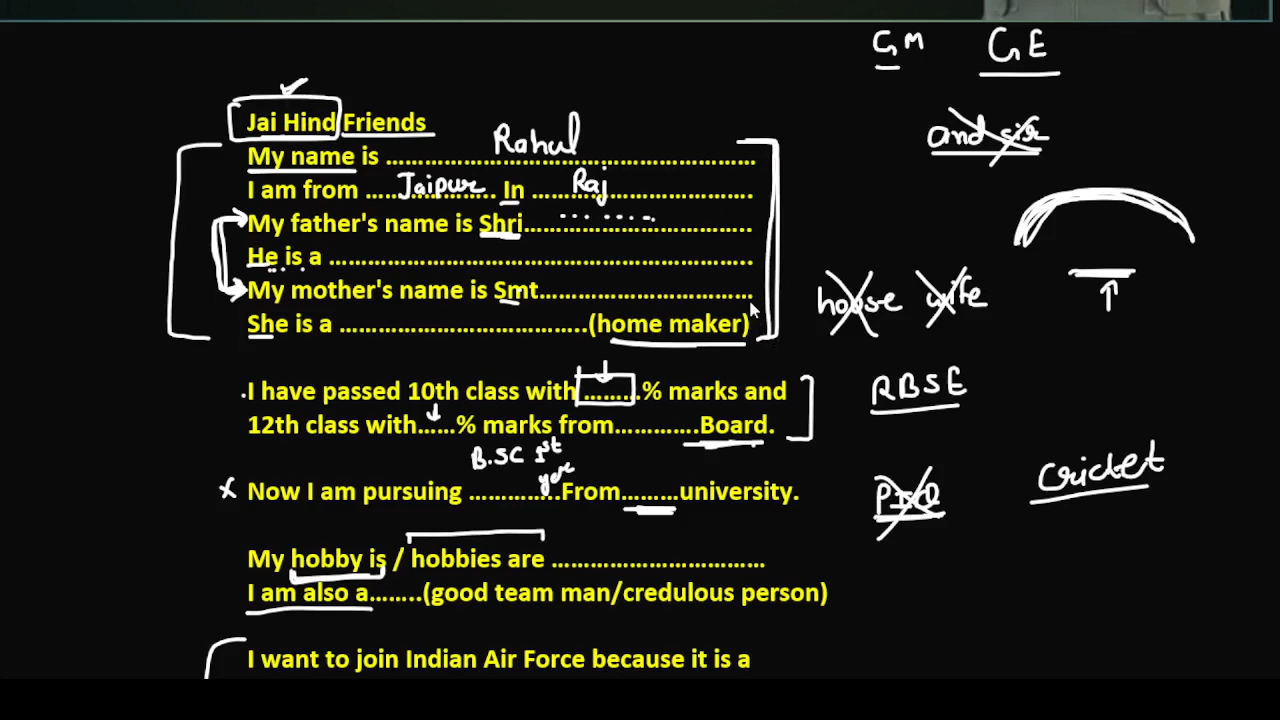 GM GE
Jai Hind Friends
and sir
Rahul
My name is ………………………………………………
Jaipur Raj
I am from ……………….. In …………………………….
My father's name is Shri………………………………..
He is a ……………………………………………………..
My mother's name is Smt……………………………
house wife
She is a ………………………………..(home maker)
I have passed 10th class with ………% marks and
RBSE
12th class with……% marks from………….Board.
B.SC 1st
year
Cricket
Now I am pursuing …………..From………university.
My hobby is / hobbies are ……………………………
I am also a……..(good team man/credulous person)
I want to join Indian Air Force because it is a